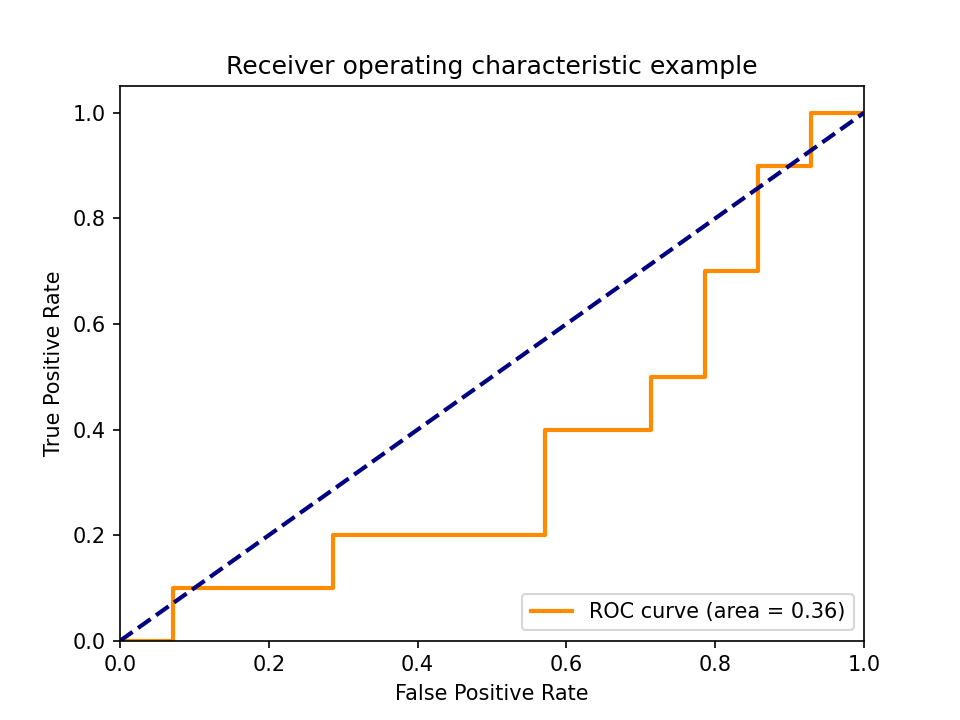 Receiver operating characteristic example
True Positive Rate
1.0
0.8
0.6
0.4
0.2
0.0
ROC curve (area = 0.36)
0.0 0.2 0.4 0.6 0.8 1.0
False Positive Rate